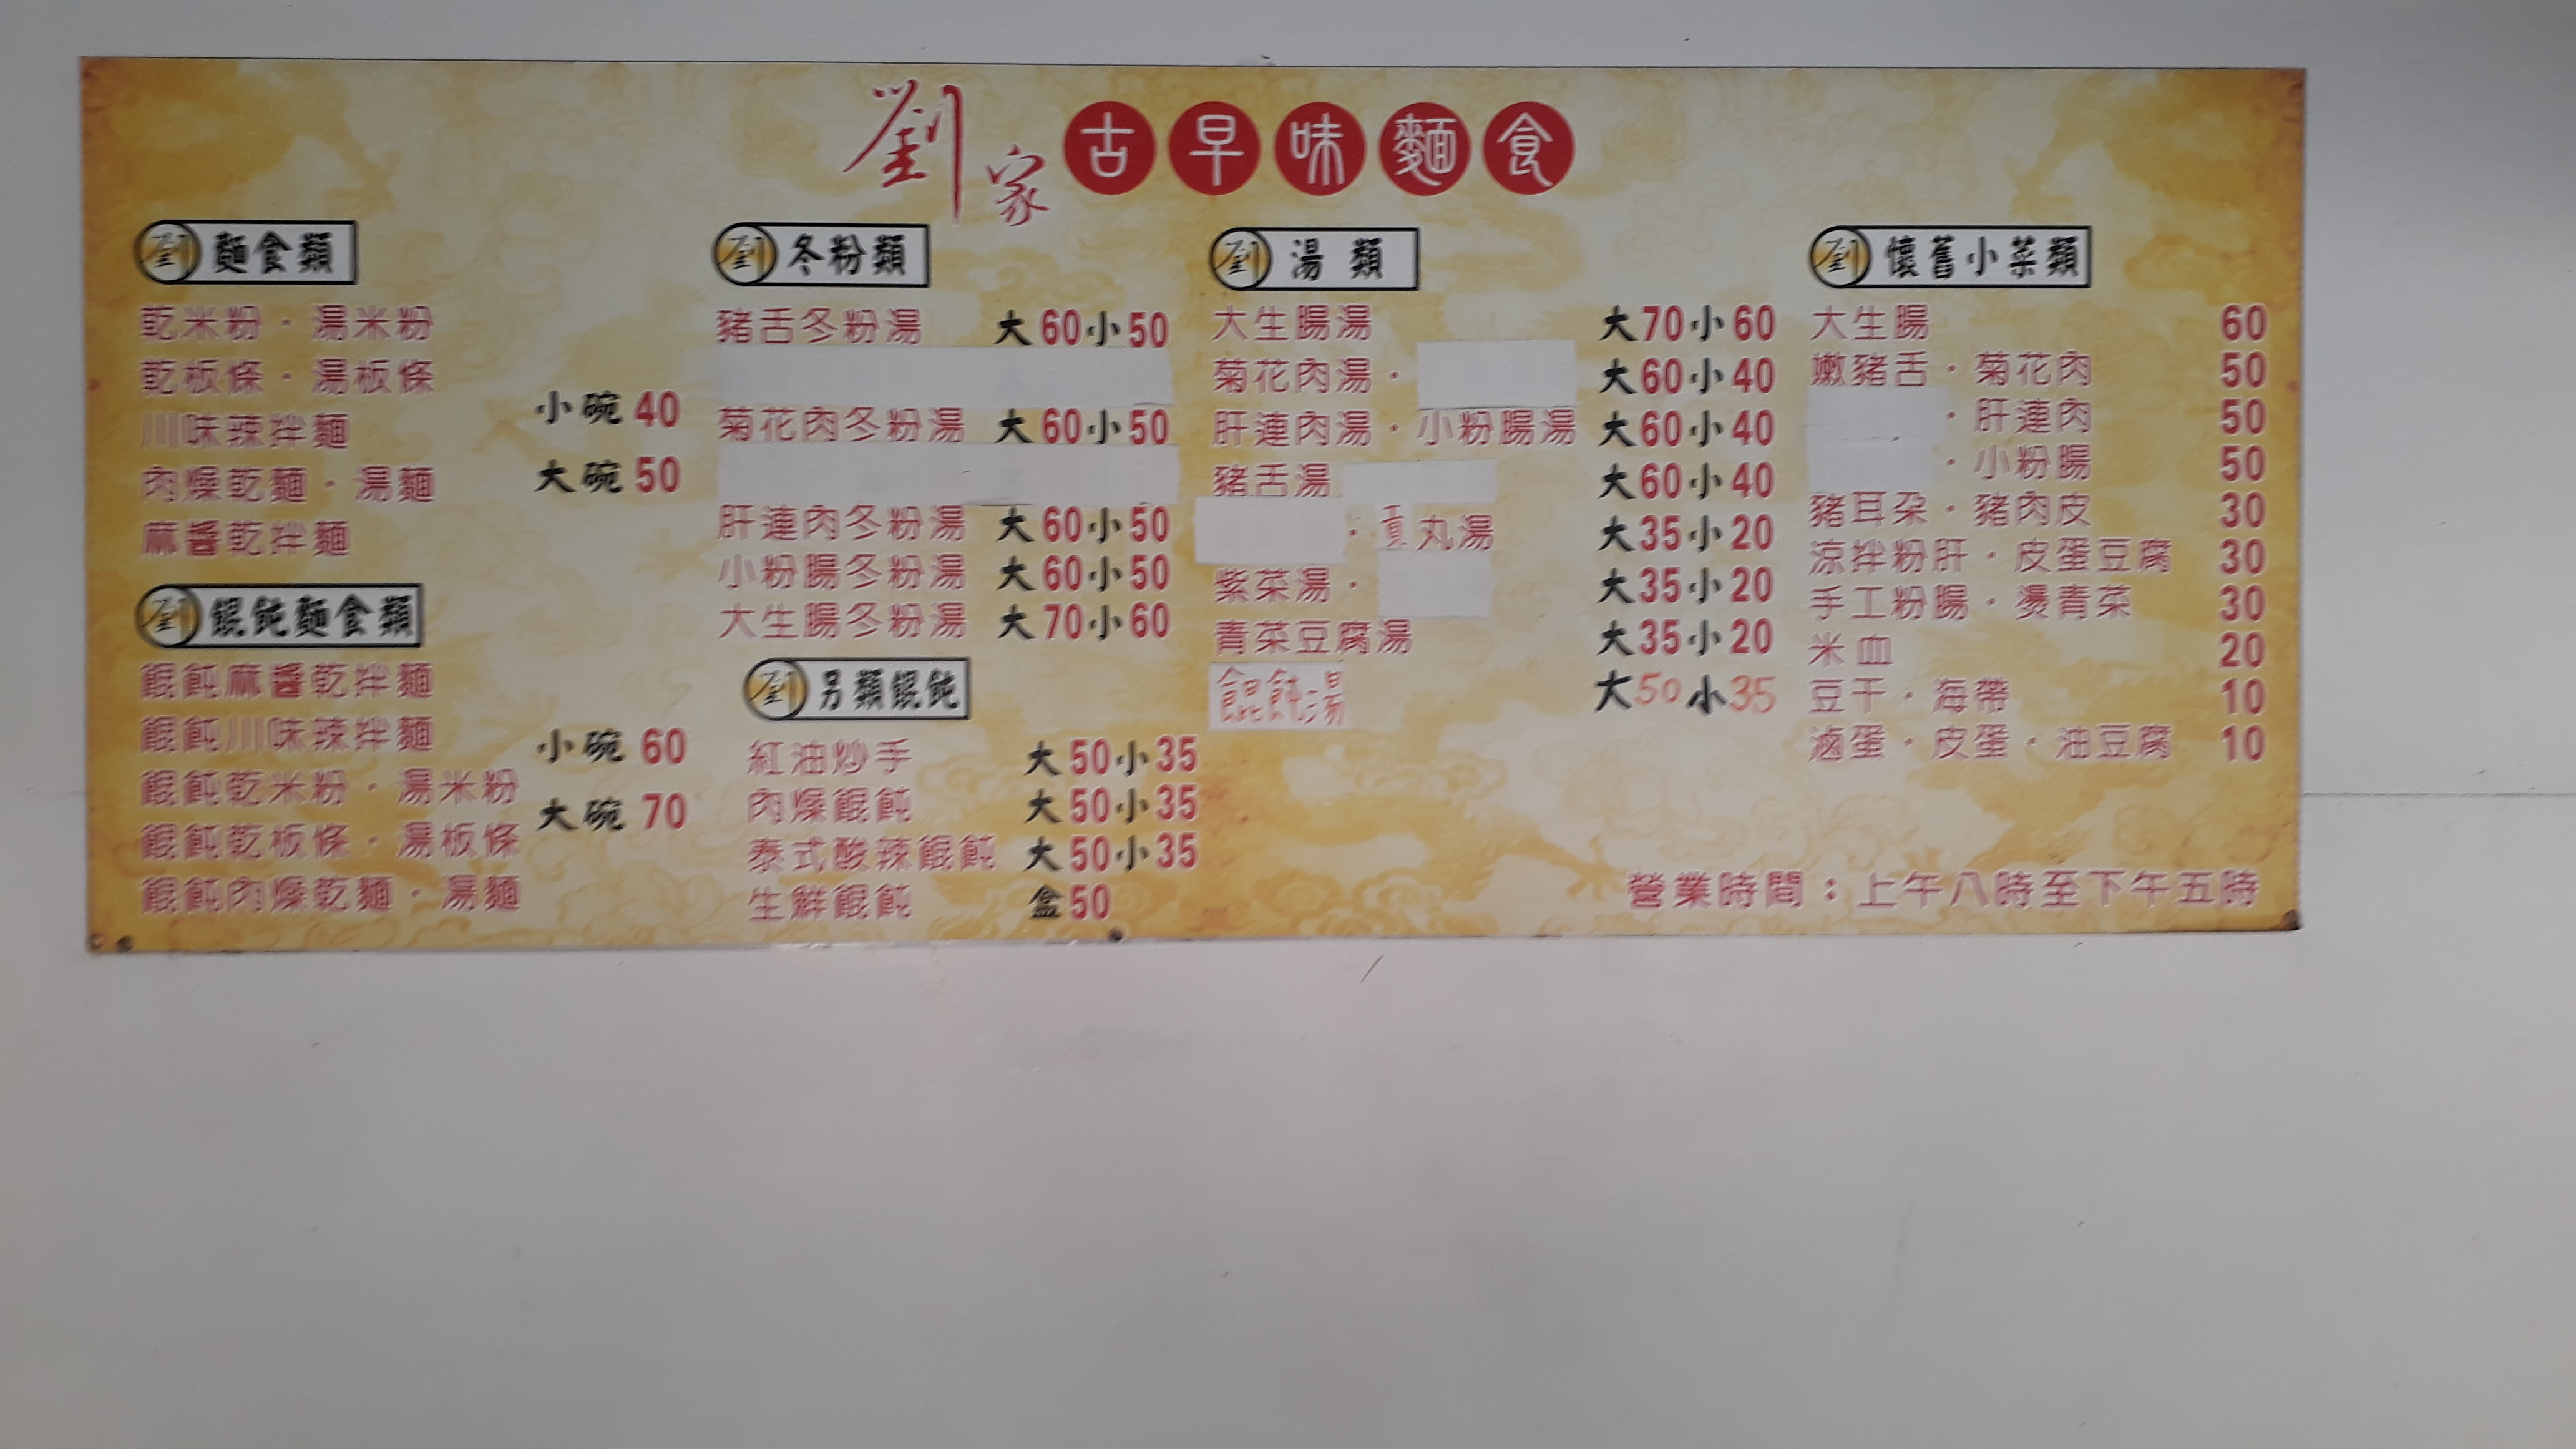 劉家古早味麵食
劉 麵食類
乾米粉．湯米粉
乾板條．湯板條
川味辣拌麵
肉燥乾麵．湯麵
麻醬乾拌麵
小碗 40
大碗 50
劉 餛飩麵食類
餛飩麻醬乾拌麵
餛飩川味辣拌麵
餛飩乾米粉．湯米粉
餛飩乾板條．湯板條
餛飩肉燥乾麵．湯麵
小碗 60
大碗 70
劉 冬粉類
豬舌冬粉湯 大60小50
菊花肉冬粉湯 大60小50
肝連肉冬粉湯 大60小50
小粉腸冬粉湯 大60小50
大生腸冬粉湯 大70小60
劉 另類餛飩
紅油炒手 大50小35
肉燥餛飩 大50小35
泰式酸辣餛飩 大50小35
生鮮餛飩 盒50
劉 湯類
大生腸湯 大70小60
菊花肉湯． 大60小40
肝連肉湯．小粉腸湯 大60小40
豬舌湯 大60小40
．貢丸湯 大35小20
紫菜湯． 大35小20
青菜豆腐湯 大35小20
餛飩湯 大50小35
劉 懷舊小菜類
大生腸 60
嫩豬舌．菊花肉 50
．肝連肉 50
．小粉腸 50
豬耳朶．豬肉皮 30
涼拌粉肝．皮蛋豆腐 30
手工粉腸．燙青菜 30
米血 20
豆干．海帶 10
滷蛋．皮蛋．油豆腐 10
營業時間：上午八時至下午五時